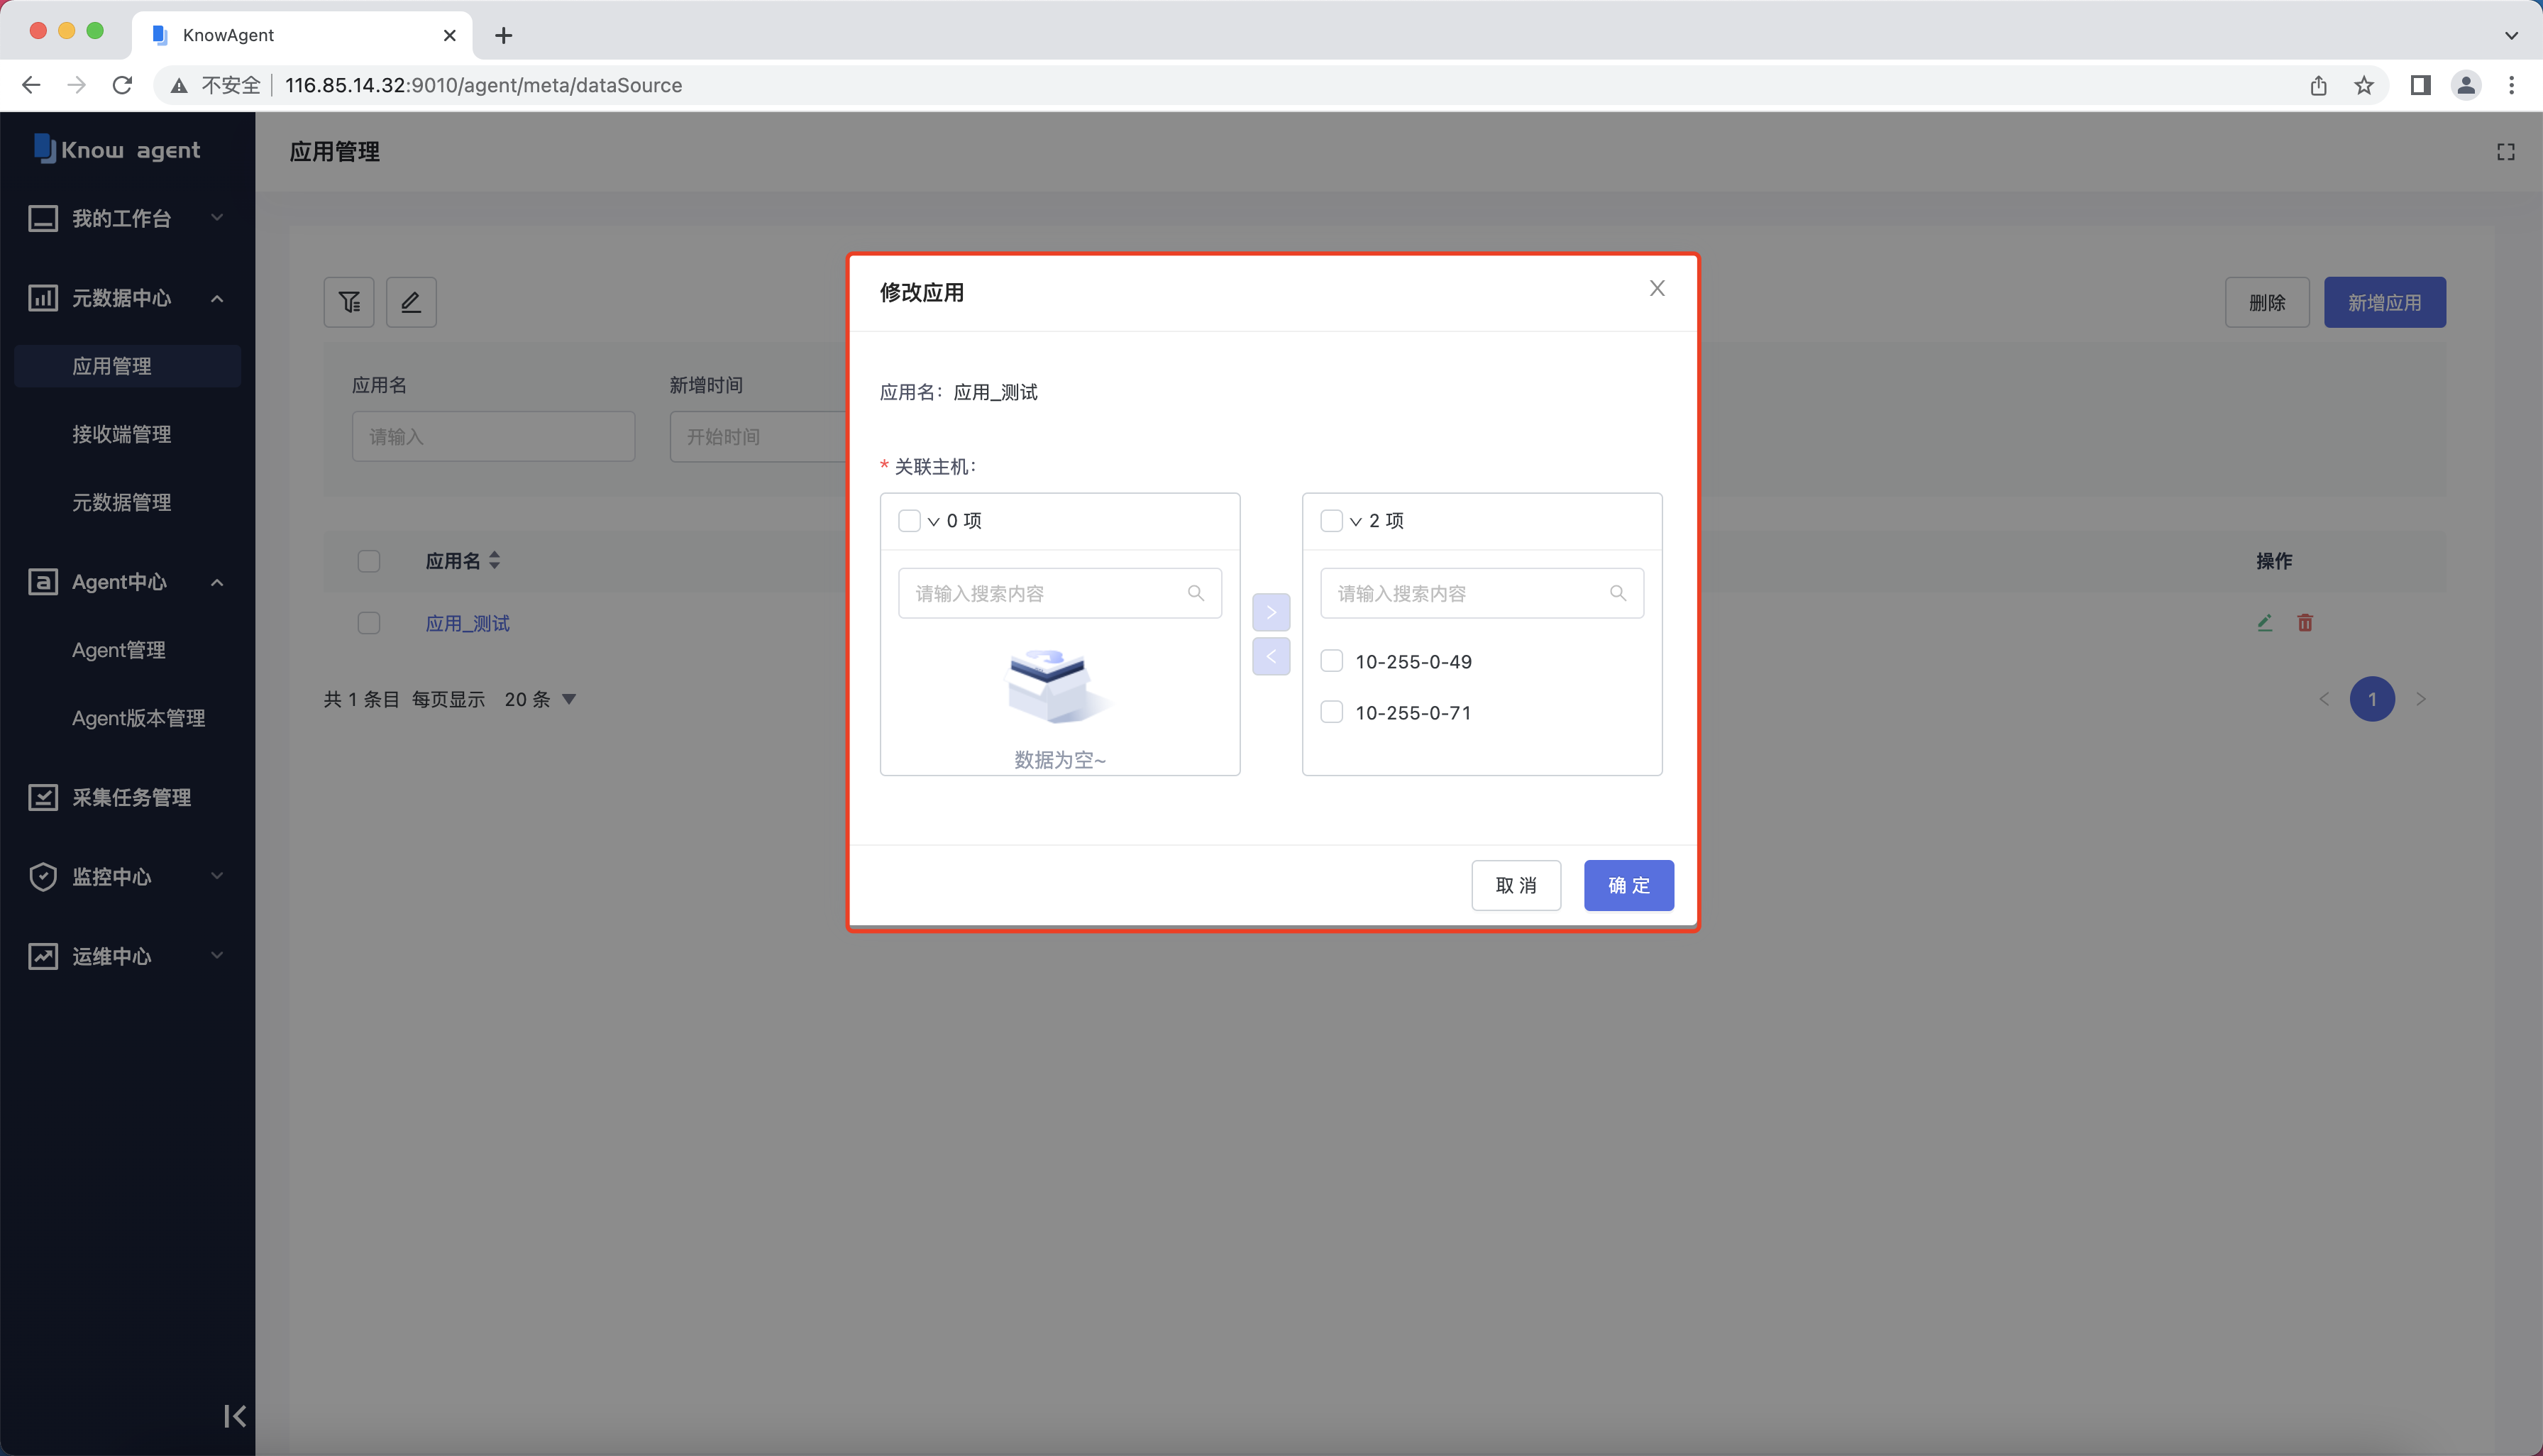 KnowAgent
不安全 116.85.14.32:9010/agent/meta/dataSource
Know agent
应用管理
我的工作台
元数据中心
应用管理
接收端管理
元数据管理
Agent中心
Agent管理
Agent版本管理
采集任务管理
监控中心
运维中心
删除 新增应用
应用名 新增时间
请输入 开始时间
应用名 操作
应用_测试
共 1 条目 每页显示 20 条
1
修改应用
应用名: 应用_测试
* 关联主机:
0 项
请输入搜索内容
数据为空~
2 项
请输入搜索内容
10-255-0-49
10-255-0-71
取 消 确 定